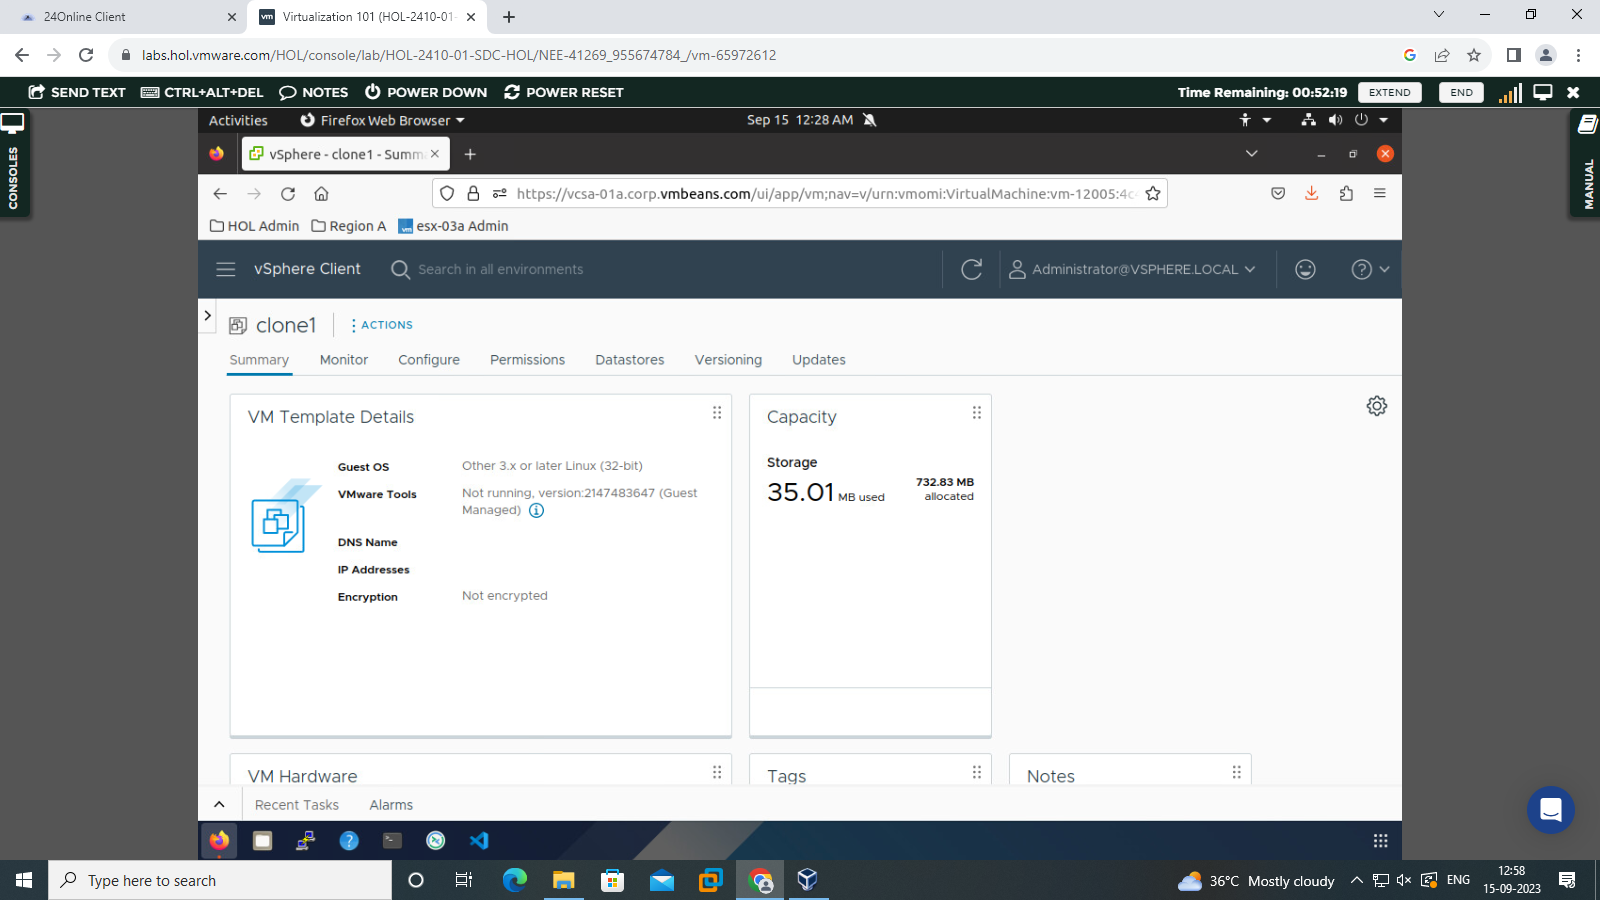 24Online Client
Virtualization 101 (HOL-2410-01-
labs.hol.vmware.com/HOL/console/lab/HOL-2410-01-SDC-HOL/NEE-41269_955674784_/vm-65972612
SEND TEXT CTRL+ALT+DEL NOTES POWER DOWN POWER RESET
Time Remaining: 00:52:19 EXTEND END
CONSOLES
MANUAL
Activities Firefox Web Browser Sep 15 12:28 AM
vSphere - clone1 - Summ
https://vcsa-01a.corp.vmbeans.com/ui/app/vm;nav=v/urn:vmomi:VirtualMachine:vm-12005:4c
HOL Admin Region A vm esx-03a Admin
vSphere Client Search in all environments Administrator@VSPHERE.LOCAL
clone1 ACTIONS
Summary Monitor Configure Permissions Datastores Versioning Updates
VM Template Details
Guest OS Other 3.x or later Linux (32-bit)
VMware Tools Not running, version:2147483647 (Guest
Managed)
DNS Name
IP Addresses
Encryption Not encrypted
Capacity
Storage
35.01 MB used
732.83 MB
allocated
VM Hardware
Tags
Notes
Recent Tasks Alarms
Type here to search
36°C Mostly cloudy
ENG
12:58
15-09-2023